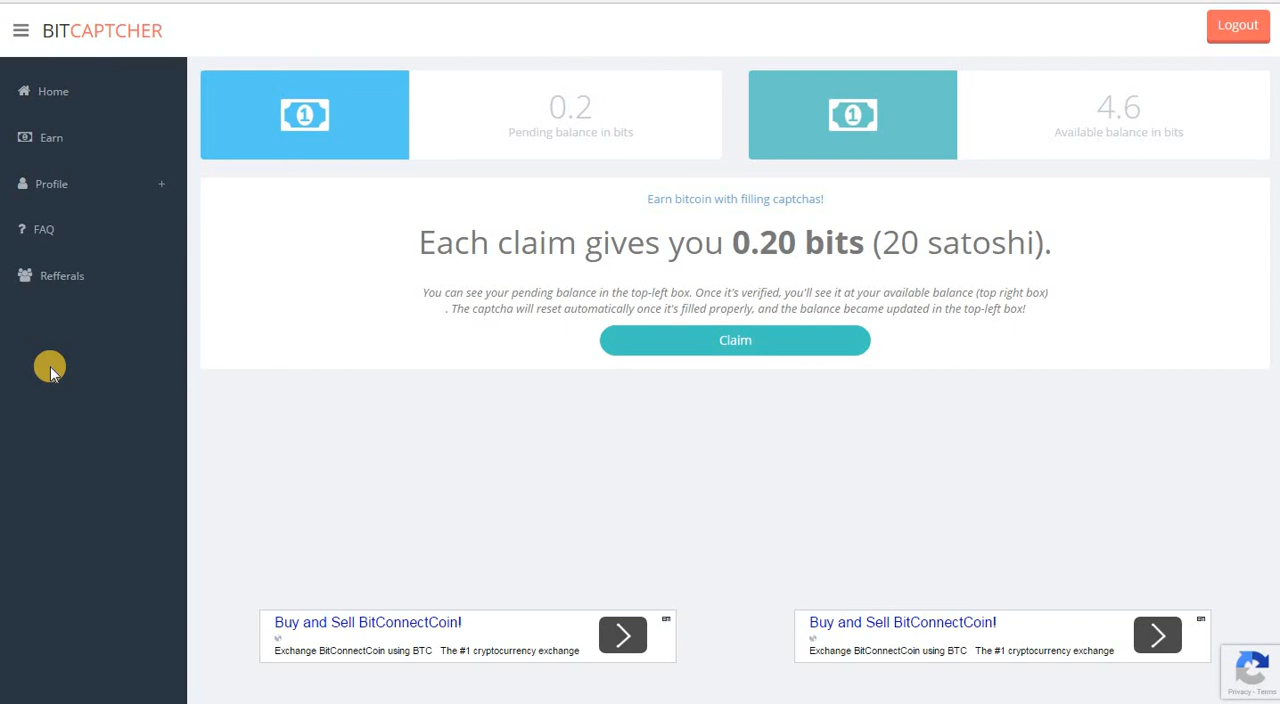 BITCAPTCHER
Logout
Home
Earn
Profile +
? FAQ
Refferals
0.2
Pending balance in bits
4.6
Available balance in bits
Earn bitcoin with filling captchas!
Each claim gives you 0.20 bits (20 satoshi).
You can see your pending balance in the top-left box. Once it's verified, you'll see it at your available balance (top right box)
. The captcha will reset automatically once it's filled properly, and the balance became updated in the top-left box!
Claim
Buy and Sell BitConnectCoin!
Exchange BitConnectCoin using BTC The #1 cryptocurrency exchange
Buy and Sell BitConnectCoin!
Exchange BitConnectCoin using BTC The #1 cryptocurrency exchange
Privacy - Terms